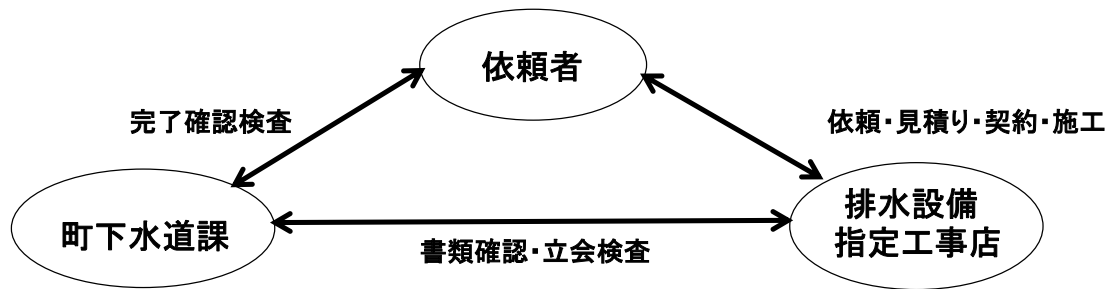 依頼者
完了確認検査
依頼・見積り・契約・施工
町下水道課
排水設備
指定工事店
書類確認・立会検査